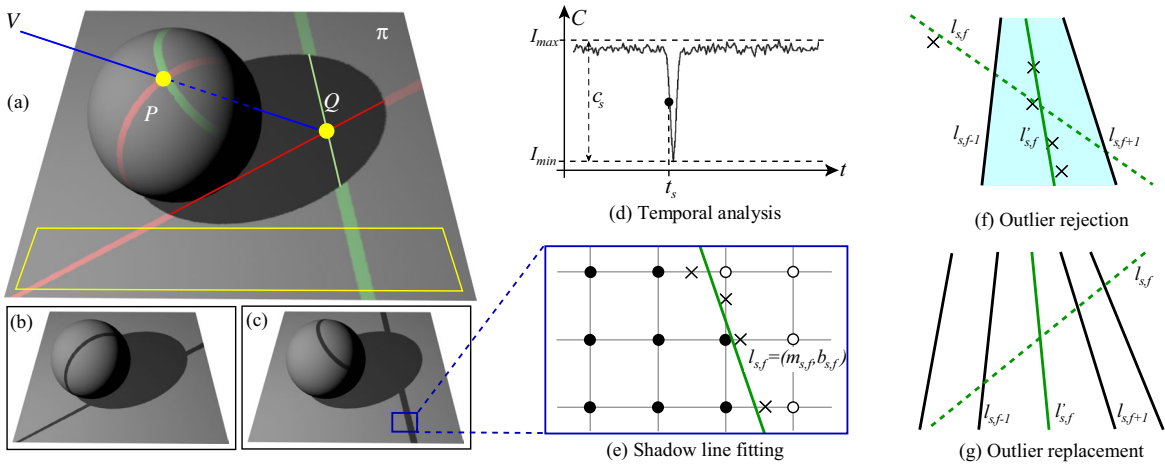 V
π
(a)
P
Q
(b)
(c)
C
I_max
c_s
I_min
t
t_s
(d) Temporal analysis
l_s,f=(m_s,f,b_s,f)
(e) Shadow line fitting
l_s,f
l_s,f-1
l'_s,f
l_s,f+1
(f) Outlier rejection
l_s,f
l_s,f-1
l'_s,f
l_s,f+1
(g) Outlier replacement